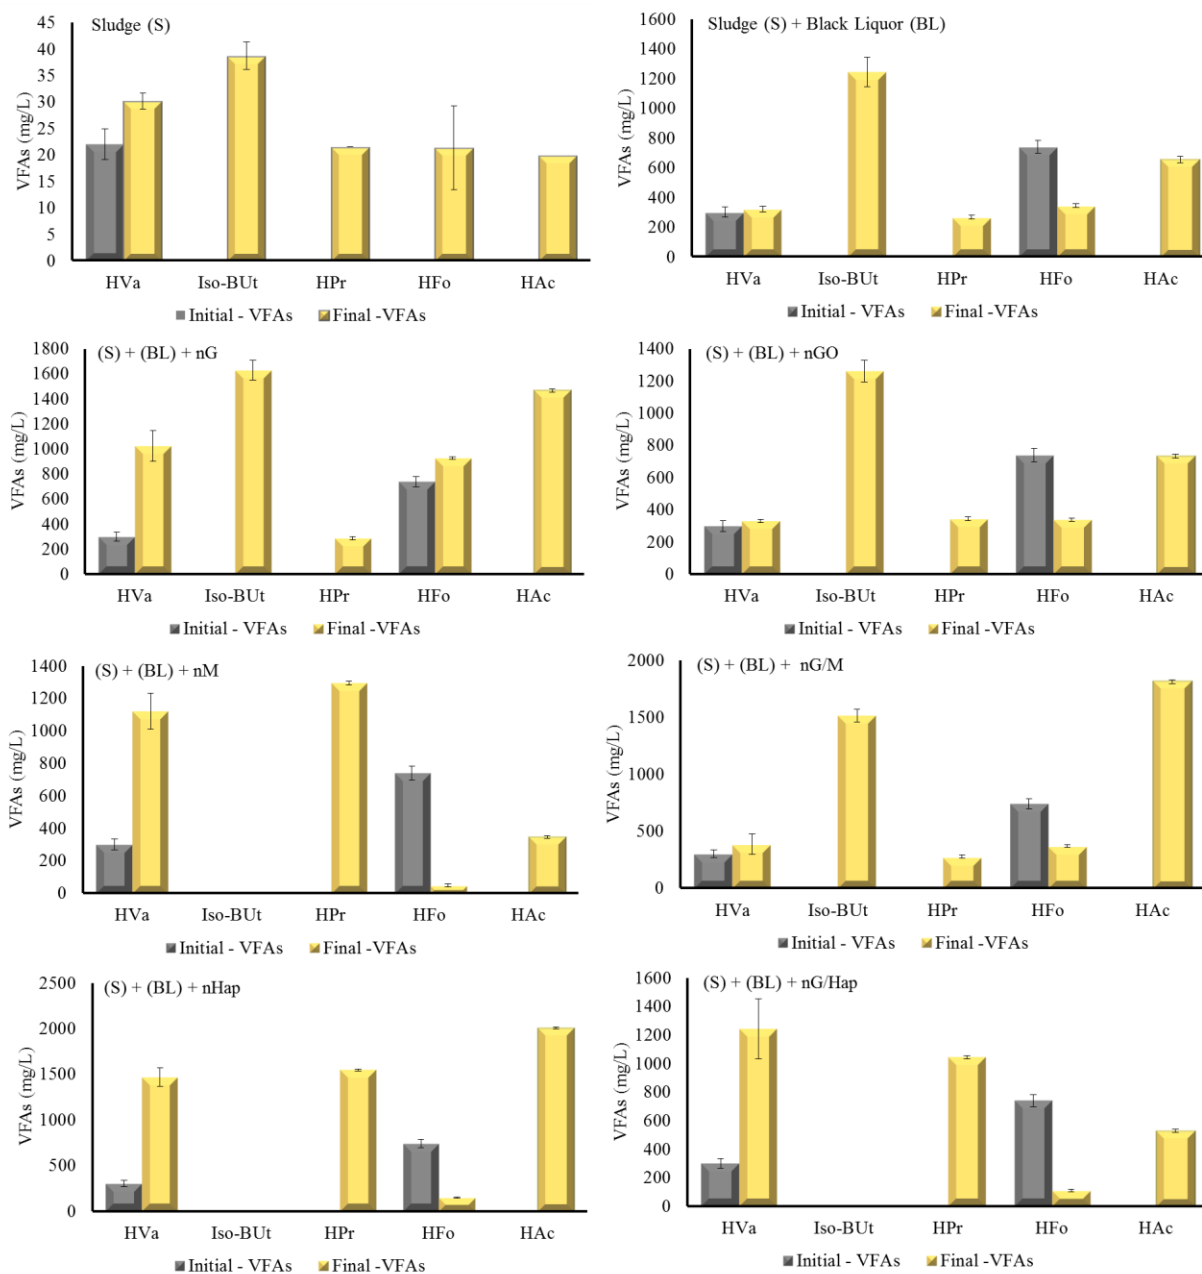 Sludge (S)
VFAs (mg/L)
45
40
35
30
25
20
15
10
5
0
HVa Iso-BUt HPr HFo HAc
Initial - VFAs Final -VFAs
Sludge (S) + Black Liquor (BL)
VFAs (mg/L)
1600
1400
1200
1000
800
600
400
200
0
HVa Iso-BUt HPr HFo HAc
Initial - VFAs Final -VFAs
(S) + (BL) + nG
VFAs (mg/L)
1800
1600
1400
1200
1000
800
600
400
200
0
HVa Iso-BUt HPr HFo HAc
Initial - VFAs Final -VFAs
(S) + (BL) + nGO
VFAs (mg/L)
1400
1200
1000
800
600
400
200
0
HVa Iso-BUt HPr HFo HAc
Initial - VFAs Final -VFAs
(S) + (BL) + nM
VFAs (mg/L)
1400
1200
1000
800
600
400
200
0
HVa Iso-BUt HPr HFo HAc
Initial - VFAs Final -VFAs
(S) + (BL) + nG/M
VFAs (mg/L)
2000
1500
1000
500
0
HVa Iso-BUt HPr HFo HAc
Initial - VFAs Final -VFAs
(S) + (BL) + nHap
VFAs (mg/L)
2500
2000
1500
1000
500
0
HVa Iso-BUt HPr HFo HAc
Initial - VFAs Final -VFAs
(S) + (BL) + nG/Hap
VFAs (mg/L)
1600
1400
1200
1000
800
600
400
200
0
HVa Iso-BUt HPr HFo HAc
Initial - VFAs Final -VFAs